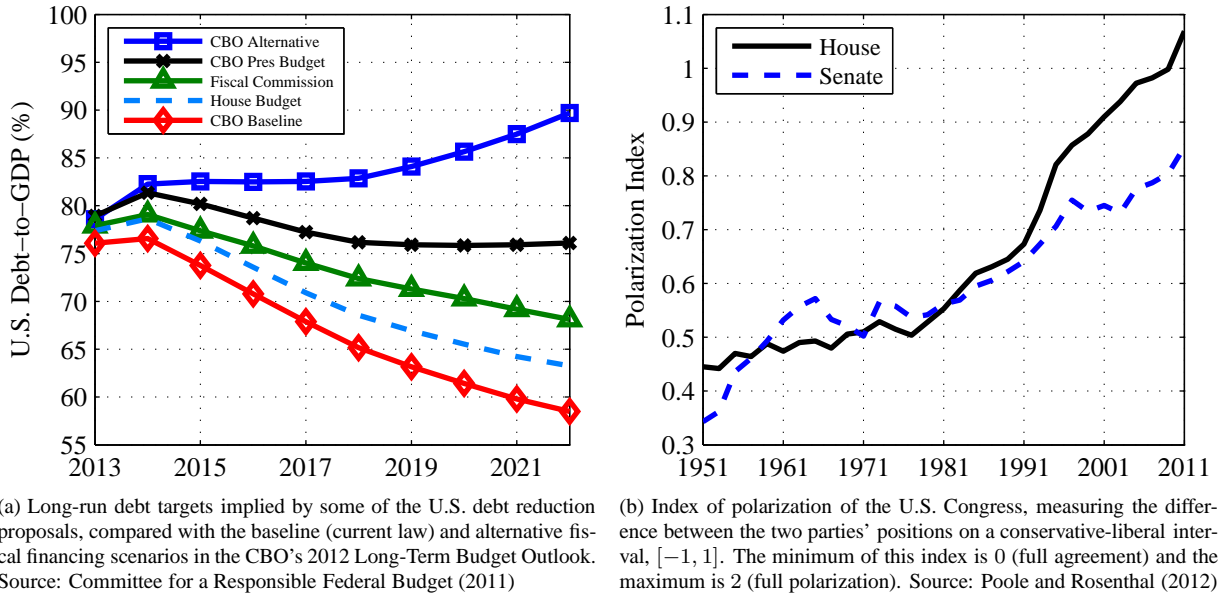 100
95
90
85
80
75
70
65
60
55
U.S. Debt−to−GDP (%)
CBO Alternative
CBO Pres Budget
Fiscal Commission
House Budget
CBO Baseline
2013 2015 2017 2019 2021
(a) Long-run debt targets implied by some of the U.S. debt reduction
proposals, compared with the baseline (current law) and alternative fis-
cal financing scenarios in the CBO's 2012 Long-Term Budget Outlook.
Source: Committee for a Responsible Federal Budget (2011)
1.1
1
0.9
0.8
0.7
0.6
0.5
0.4
0.3
Polarization Index
House
Senate
1951 1961 1971 1981 1991 2001 2011
(b) Index of polarization of the U.S. Congress, measuring the differ-
ence between the two parties' positions on a conservative-liberal inter-
val, [−1, 1]. The minimum of this index is 0 (full agreement) and the
maximum is 2 (full polarization). Source: Poole and Rosenthal (2012)